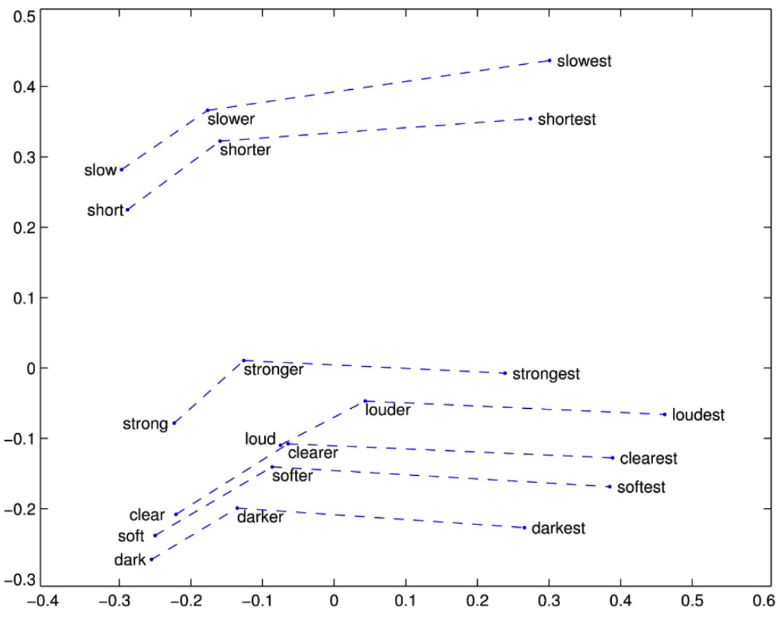 0.5
slowest
0.4
slower
shortest
0.3
shorter
slow
short
0.2
0.1
0
stronger
strongest
strong
louder
loudest
−0.1
loud
clearer
clearest
softer
softest
−0.2
clear
darker
darkest
soft
dark
−0.3
−0.4 −0.3 −0.2 −0.1 0 0.1 0.2 0.3 0.4 0.5 0.6